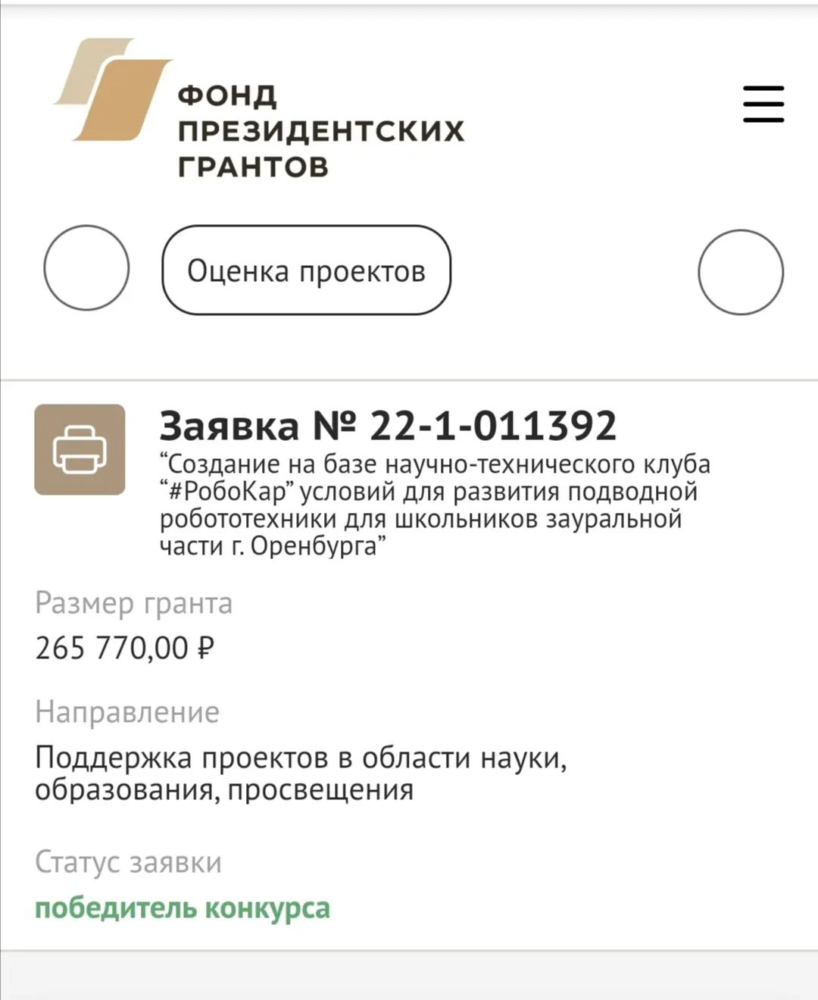 ФОНД
ПРЕЗИДЕНТСКИХ
ГРАНТОВ
Оценка проектов
Заявка № 22-1-011392
“Создание на базе научно-технического клуба
“#РобоКар” условий для развития подводной
робототехники для школьников зауральной
части г. Оренбурга”
Размер гранта
265 770,00 ₽
Направление
Поддержка проектов в области науки,
образования, просвещения
Статус заявки
победитель конкурса